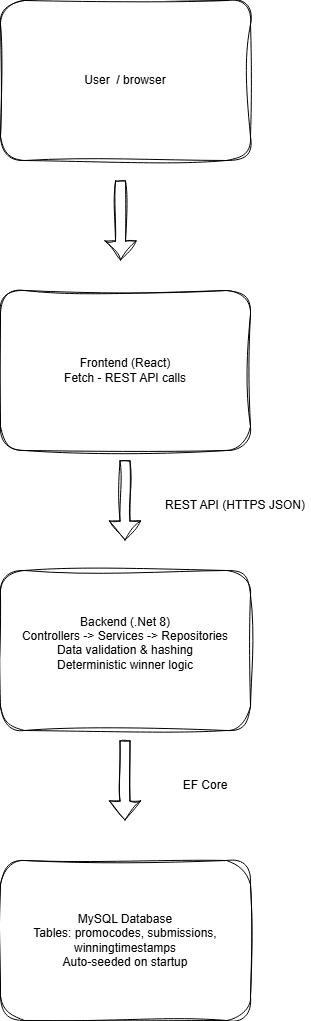 User / browser
Frontend (React)
Fetch - REST API calls
REST API (HTTPS JSON)
Backend (.Net 8)
Controllers -> Services -> Repositories
Data validation & hashing
Deterministic winner logic
EF Core
MySQL Database
Tables: promocodes, submissions,
winningtimestamps
Auto-seeded on startup